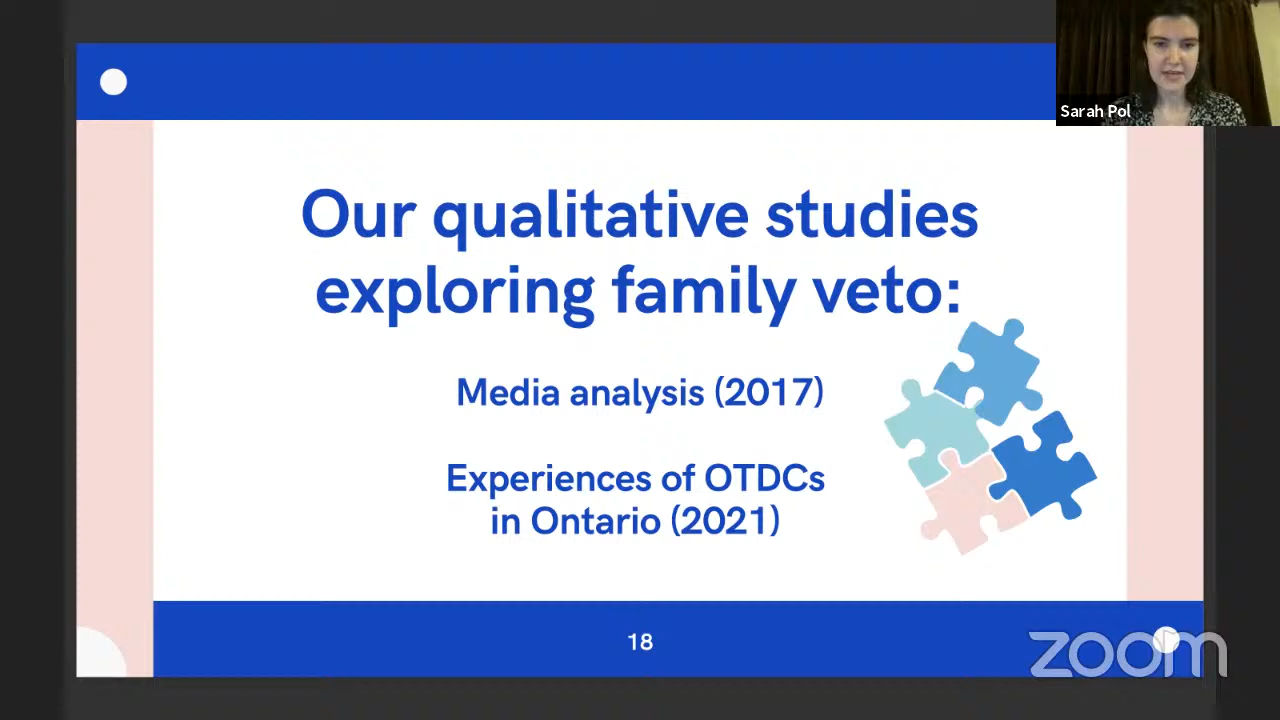 Sarah Pol
Our qualitative studies
exploring family veto:
Media analysis (2017)
Experiences of OTDCs
in Ontario (2021)
18
zoom